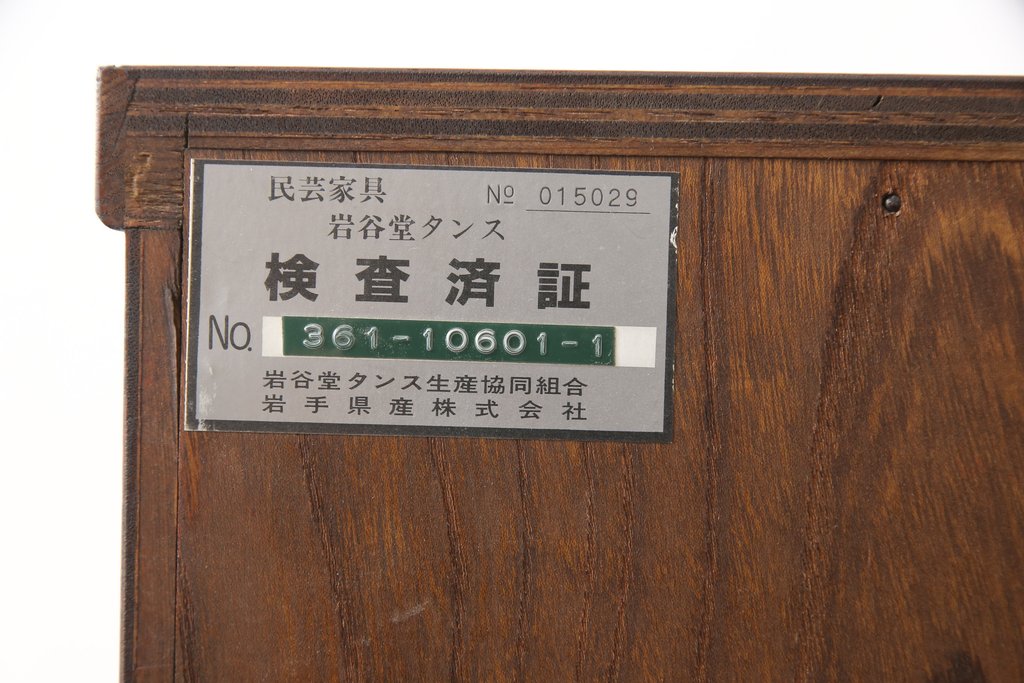 民芸家具 № 015029
岩谷堂タンス
検査済証
No. 361-10601-1
岩谷堂タンス生産協同組合
岩手県産株式会社